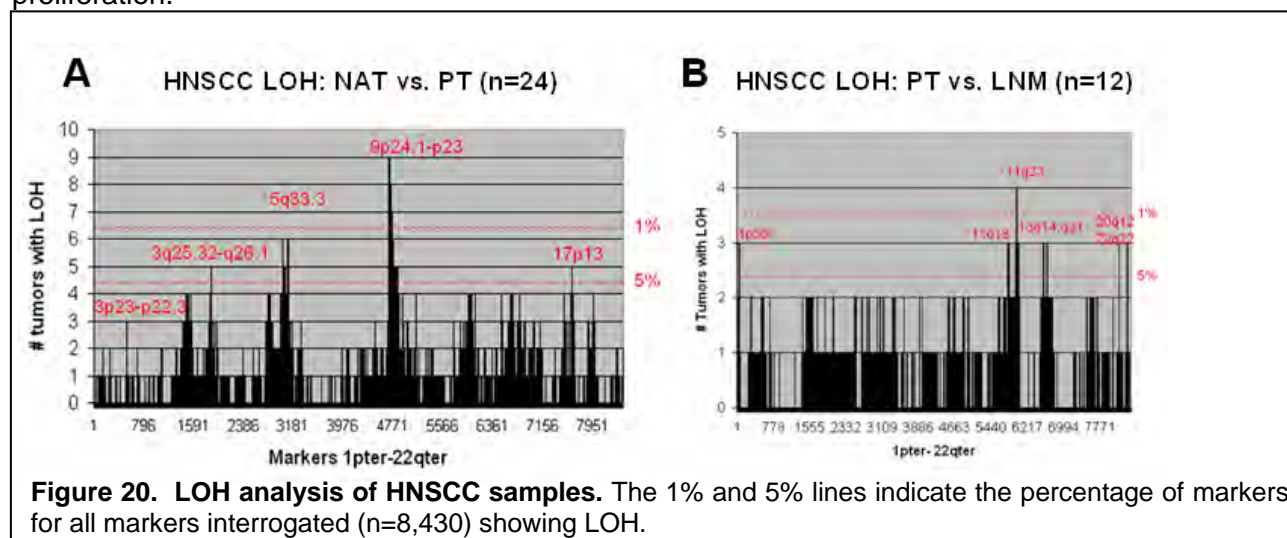 proliferation.
A
HNSCC LOH: NAT vs. PT (n=24)
# tumors with LOH
10
9
8
7
6
5
4
3
2
1
0
9p24.1-p23
5q33.3
1%
3q25.32-q26.1
17p13
5%
3p23-p22.3
1 796 1591 2386 3181 3976 4771 5566 6361 7156 7951
Markers 1pter-22qter
B
HNSCC LOH: PT vs. LNM (n=12)
# Tumors with LOH
5
4
3
2
1
0
11q23
1%
20q12
5%
1 778 1555 2332 3109 3886 4663 5440 6217 6994 7771
1pter- 22qter
Figure 20. LOH analysis of HNSCC samples. The 1% and 5% lines indicate the percentage of markers
for all markers interrogated (n=8,430) showing LOH.